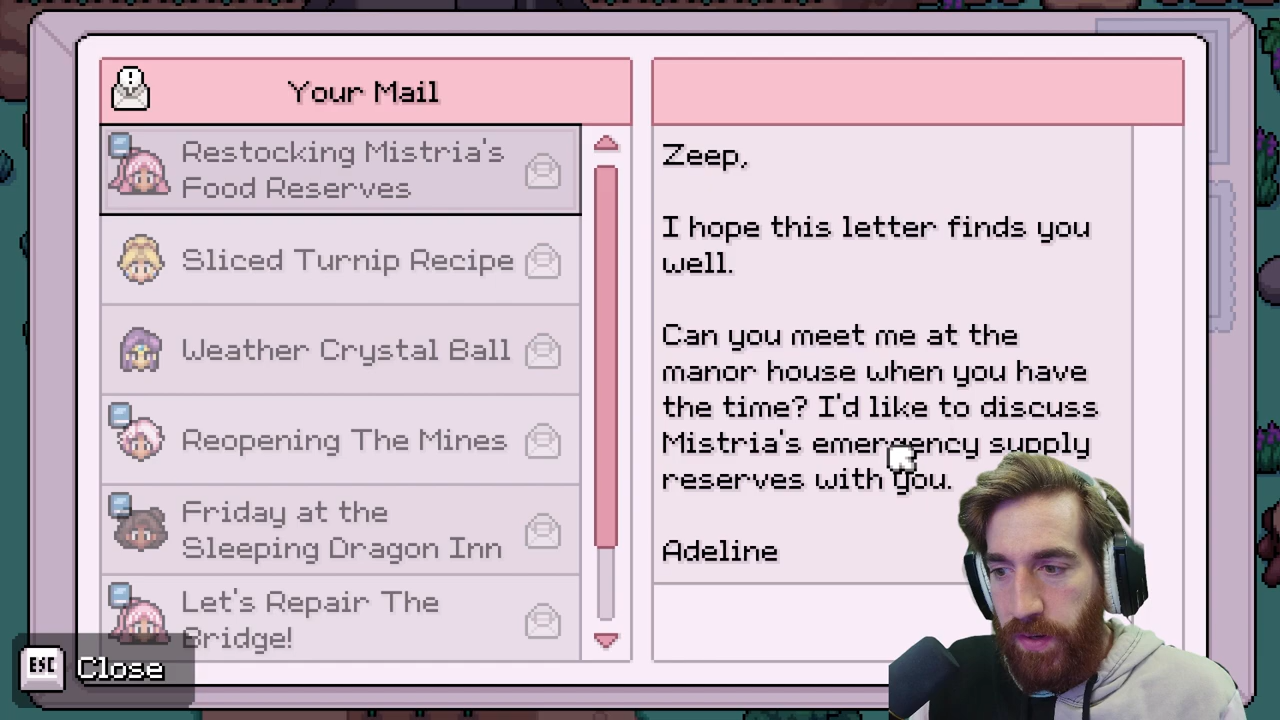 Your Mail
Restocking Mistria's
Food Reserves
Sliced Turnip Recipe
Weather Crystal Ball
Reopening The Mines
Friday at the
Sleeping Dragon Inn
Let's Repair The
Bridge!
ESC Close
Zeep,
I hope this letter finds you
well.
Can you meet me at the
manor house when you have
the time? I'd like to discuss
Mistria's emergency supply
reserves with you.
Adeline